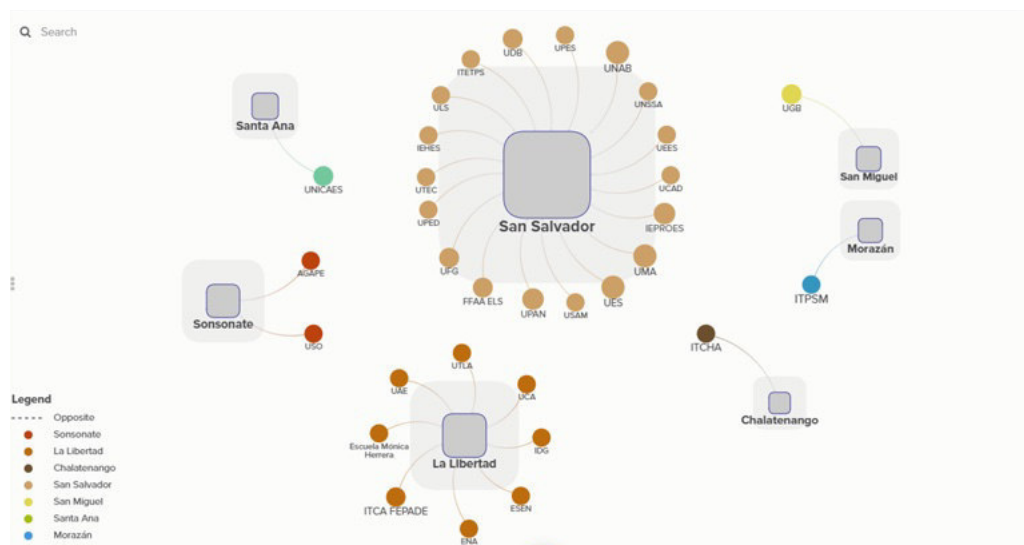 Search
UDB
UPES
UNAB
ITETPS
ULS
UNSSA
IEHES
UEES
UTEC
UCAD
UPED
IEPROES
San Salvador
UFG
UMA
FFAA ELS
UPAN
USAM
UES
Santa Ana
UNICAES
UGB
San Miguel
Morazán
ITPSM
AGAPE
Sonsonate
USO
ITCHA
Chalatenango
UTLA
UAE
UCA
Escuela Mónica
Herrera
IDG
La Libertad
ITCA FEPADE
ESEN
ENA
Legend
Opposite
Sonsonate
La Libertad
Chalatenango
San Salvador
San Miguel
Santa Ana
Morazán